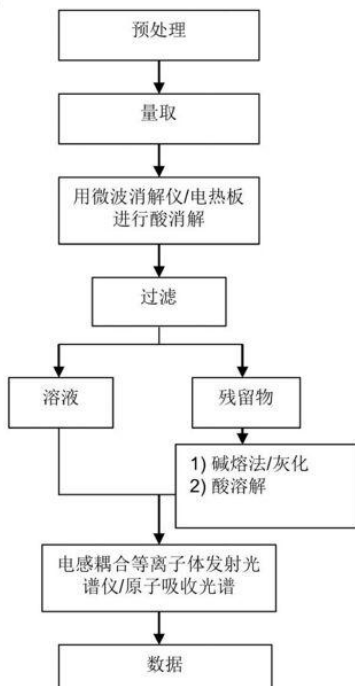 预处理
量取
用微波消解仪/电热板
进行酸消解
过滤
溶液
残留物
1) 碱熔法/灰化
2) 酸溶解
电感耦合等离子体发射光
谱仪/原子吸收光谱
数据